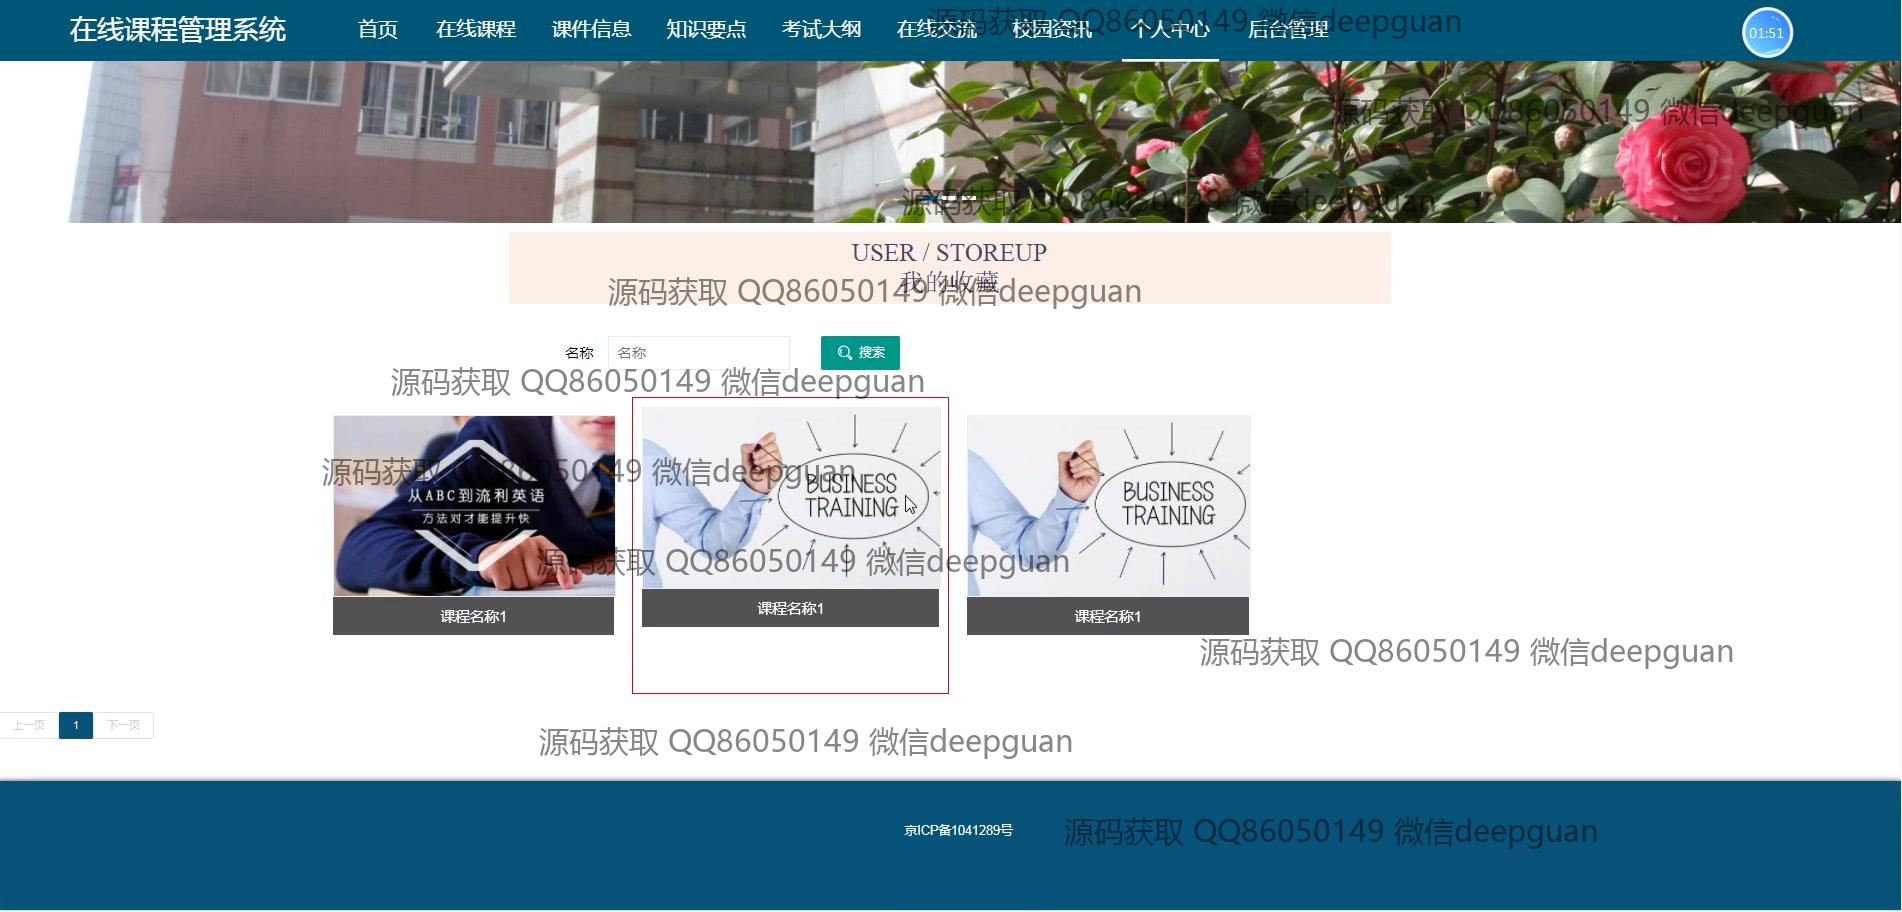 在线课程管理系统 首页 在线课程 课件信息 知识要点 考试大纲 在线交流 校园资讯 个人中心 后台管理
源码获取 QQ86050149 微信deepguan
01:51
源码获取 QQ86050149 微信deepguan
源码获取 QQ86050149 微信deepguan
USER / STOREUP
我的收藏
源码获取 QQ86050149 微信deepguan
名称 名称 搜索
源码获取 QQ86050149 微信deepguan
从ABC到流利英语
方法对才能提升快
BUSINESS
TRAINING
BUSINESS
TRAINING
源码获取 QQ86050149 微信deepguan
源码获取 QQ86050149 微信deepguan
课程名称1 课程名称1 课程名称1
源码获取 QQ86050149 微信deepguan
上一页 1 下一页
源码获取 QQ86050149 微信deepguan
京ICP备1041289号
源码获取 QQ86050149 微信deepguan